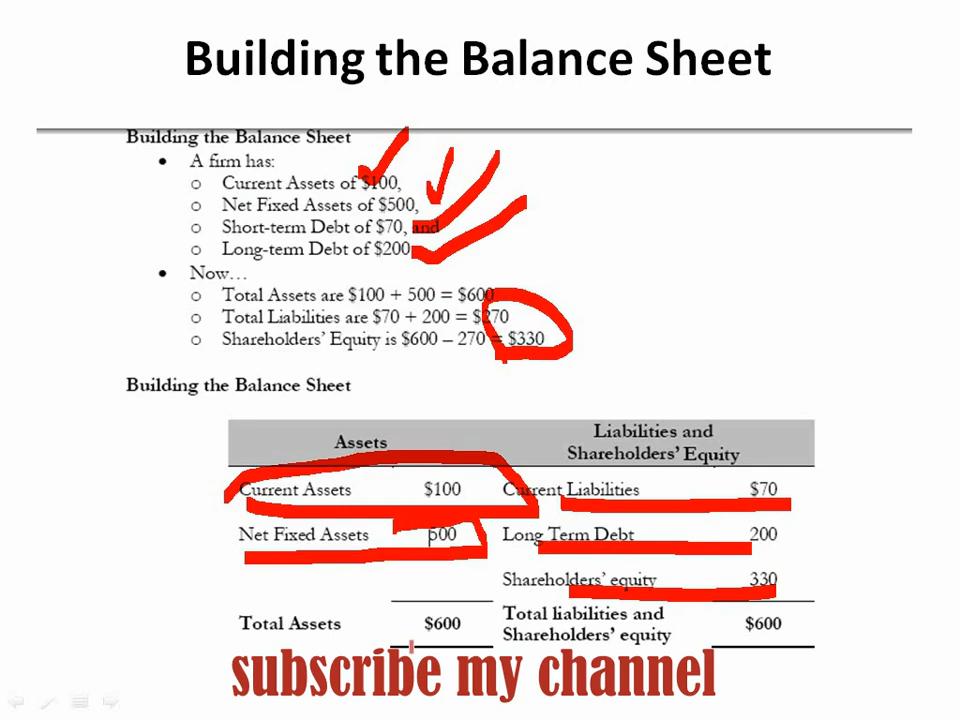 Building the Balance Sheet
Building the Balance Sheet
• A firm has:
o Current Assets of $100,
o Net Fixed Assets of $500,
o Short-term Debt of $70, and
o Long-term Debt of $200
• Now…
o Total Assets are $100 + 500 = $600
o Total Liabilities are $70 + 200 = $270
o Shareholders' Equity is $600 – 270 = $330
Building the Balance Sheet
Assets
Liabilities and
Shareholders' Equity
Current Assets $100 Current Liabilities $70
Net Fixed Assets 500 Long Term Debt 200
Shareholders' equity 330
Total Assets $600 Total liabilities and
Shareholders' equity $600
subscribe my channel